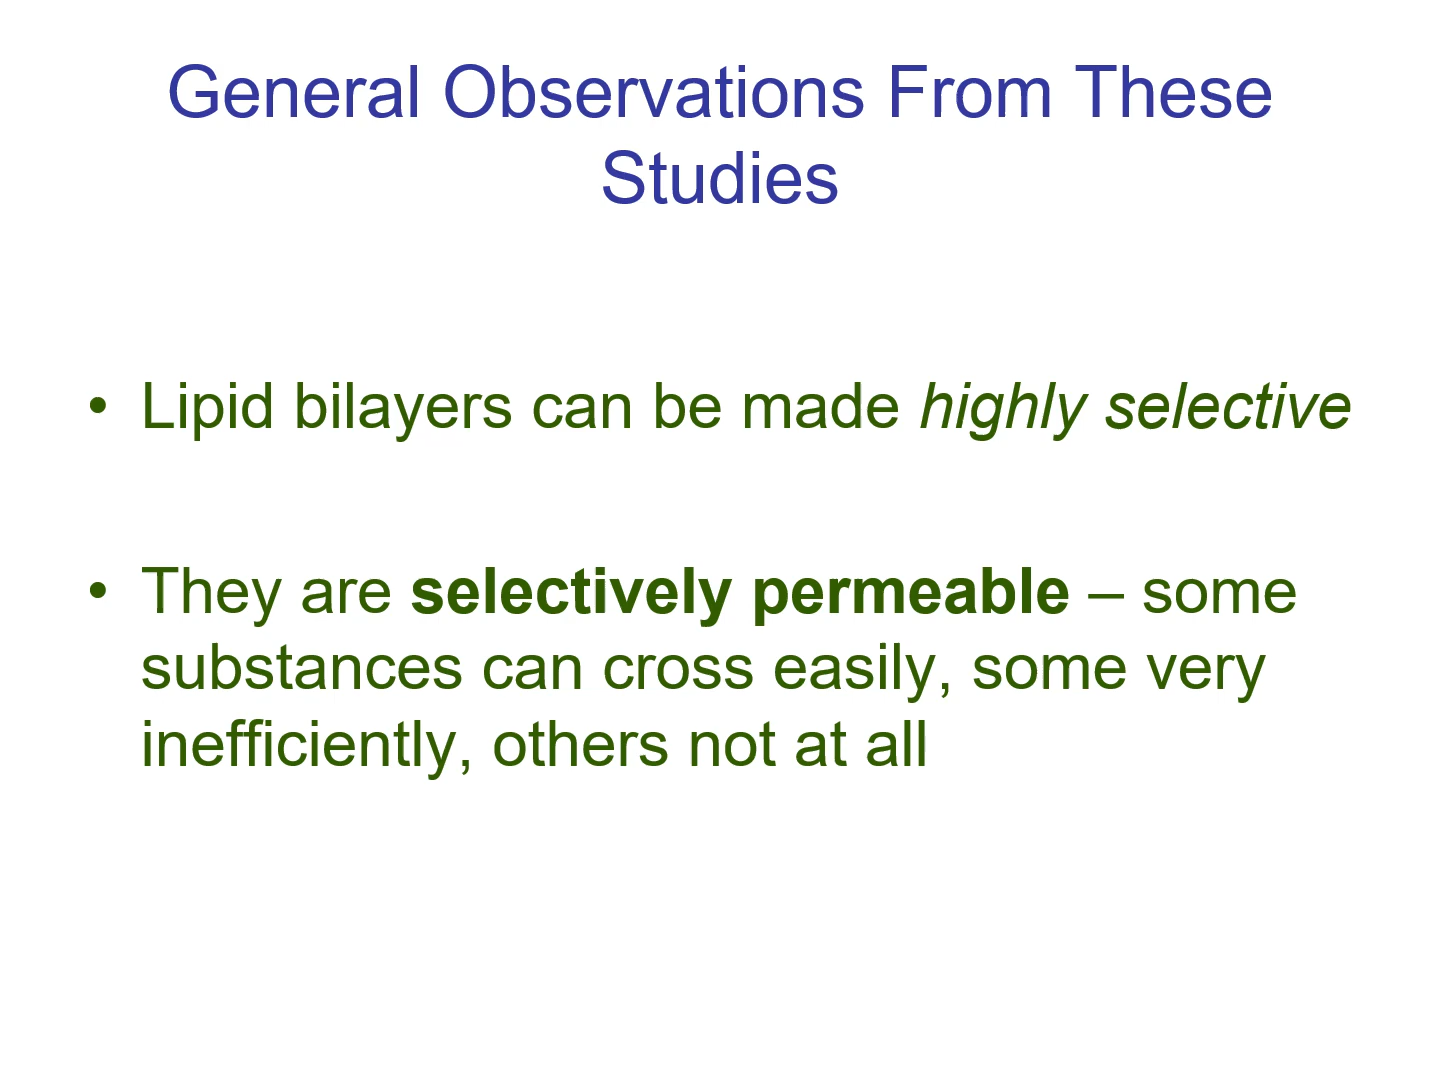 General Observations From These
Studies
• Lipid bilayers can be made highly selective
• They are selectively permeable – some
substances can cross easily, some very
inefficiently, others not at all